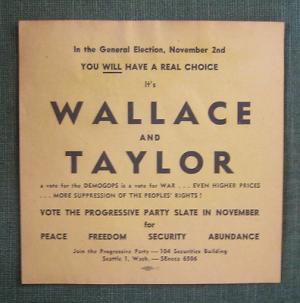 In the General Election, November 2nd
YOU WILL HAVE A REAL CHOICE
It's
WALLACE
AND
TAYLOR
a vote for the DEMOGOPS is a vote for WAR . . . EVEN HIGHER PRICES
. . . MORE SUPPRESSION OF THE PEOPLES' RIGHTS !
VOTE THE PROGRESSIVE PARTY SLATE IN NOVEMBER
for
PEACE FREEDOM SECURITY ABUNDANCE
Join the Progressive Party — 104 Securities Building
Seattle 1, Wash. — SEneca 6506